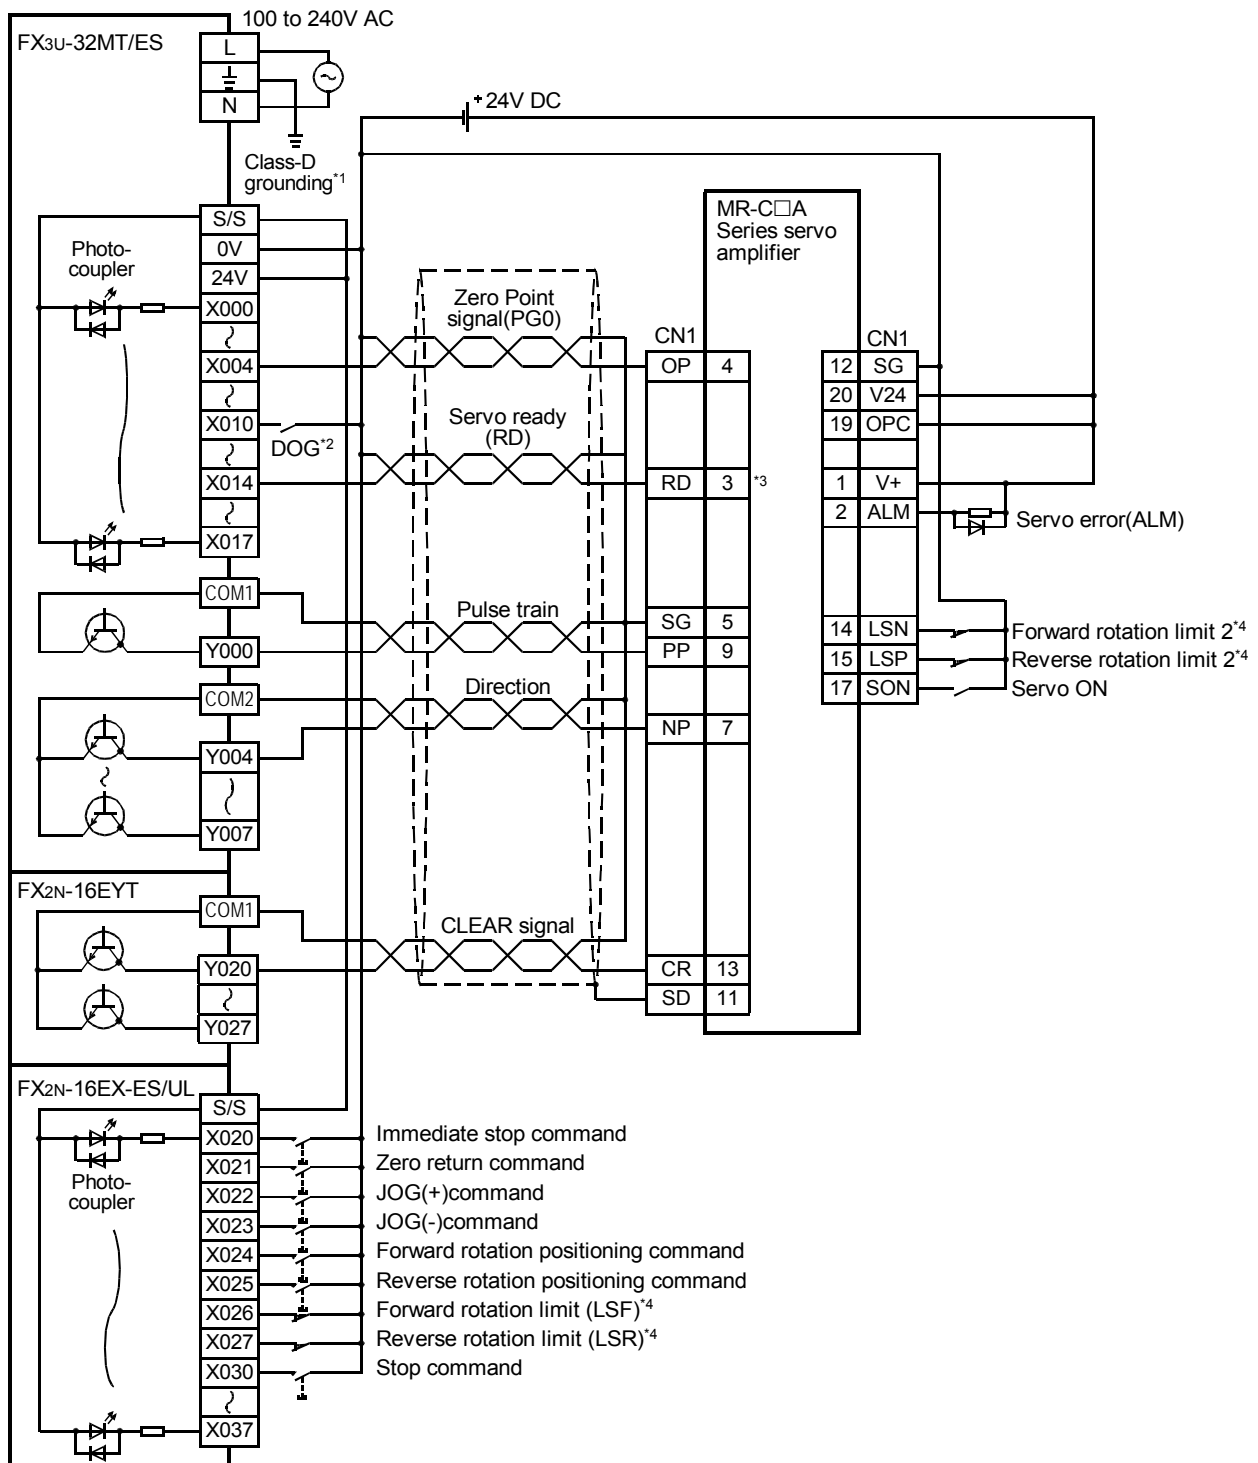 100 to 240V AC
FX3U-32MT/ES
L
N
+
24V DC
Class-D
grounding*1
S/S
0V
24V
X000
X004
X010
X014
X017
Photo-
coupler
DOG*2
COM1
Y000
COM2
Y004
Y007
Zero Point
signal(PG0)
Servo ready
(RD)
Pulse train
Direction
CLEAR signal
MR-C□A
Series servo
amplifier
CN1
OP 4
RD 3 *3
SG 5
PP 9
NP 7
CR 13
SD 11
CN1
12 SG
20 V24
19 OPC
1 V+
2 ALM
Servo error(ALM)
14 LSN Forward rotation limit 2*4
15 LSP Reverse rotation limit 2*4
17 SON Servo ON
FX2N-16EYT
COM1
Y020
Y027
FX2N-16EX-ES/UL
S/S
Photo-
coupler
X020 Immediate stop command
X021 Zero return command
X022 JOG(+)command
X023 JOG(-)command
X024 Forward rotation positioning command
X025 Reverse rotation positioning command
X026 Forward rotation limit (LSF)*4
X027 Reverse rotation limit (LSR)*4
X030 Stop command
X037